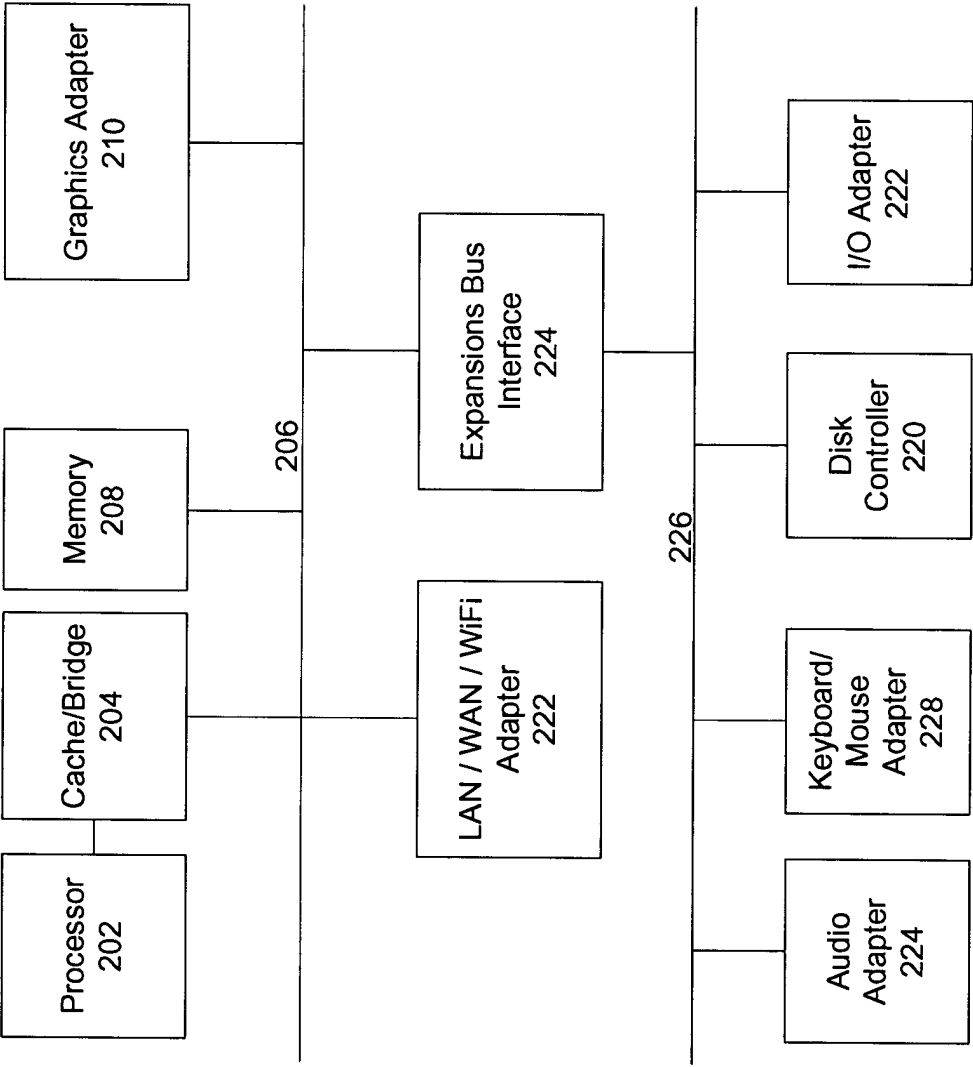 Processor
202
Cache/Bridge
204
Memory
208
Graphics Adapter
210
206
LAN / WAN / WiFi
Adapter
222
Expansions Bus
Interface
224
226
Audio
Adapter
224
Keyboard/
Mouse
Adapter
228
Disk
Controller
220
I/O Adapter
222